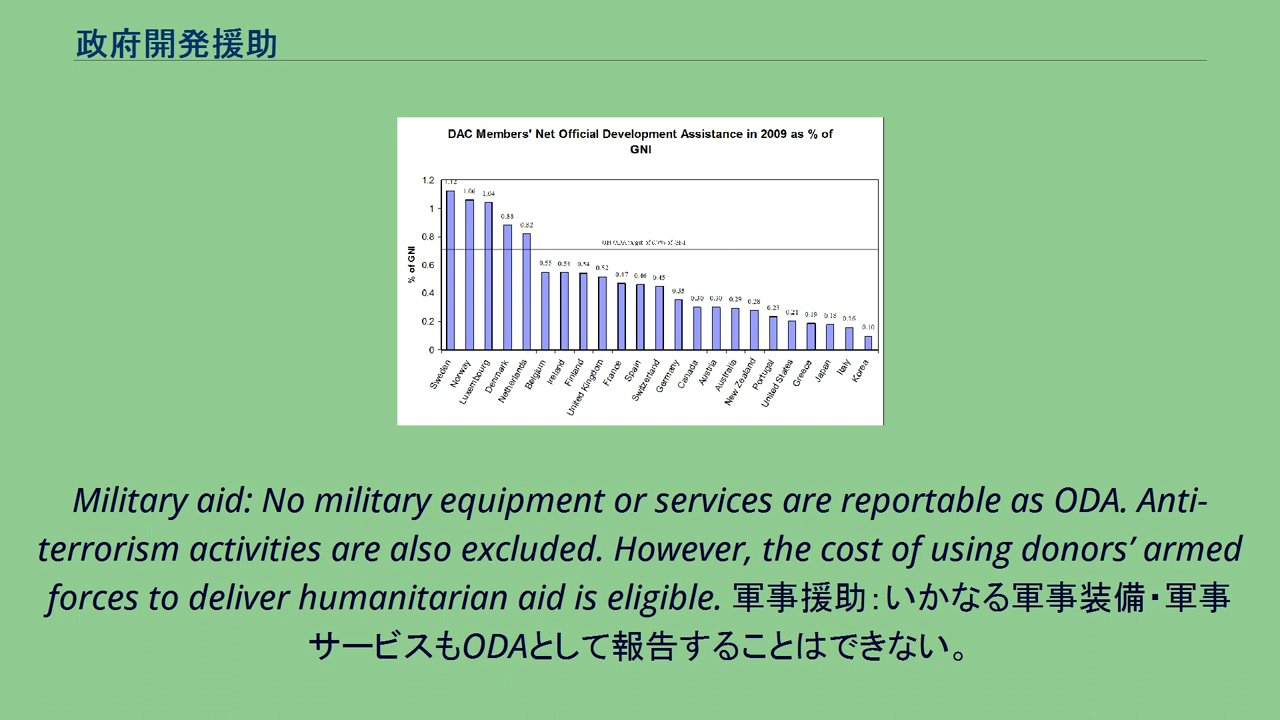 政府開発援助
DAC Members' Net Official Development Assistance in 2009 as % of
GNI
% of GNI
1.2
1
0.8
0.6
0.4
0.2
0
1.12
1.06
1.04
0.88
0.82
0.55
0.54
0.54
0.52
0.47
0.46
0.45
0.35
0.30
0.30
0.29
0.28
0.23
0.21
0.19
0.18
0.16
0.10
UN ODA target of 0.7% of GNI
Sweden
Norway
Luxembourg
Denmark
Netherlands
Belgium
Ireland
Finland
United Kingdom
France
Spain
Switzerland
Germany
Canada
Austria
Australia
New Zealand
Portugal
United States
Greece
Japan
Italy
Korea
Military aid: No military equipment or services are reportable as ODA. Anti-
terrorism activities are also excluded. However, the cost of using donors’ armed
forces to deliver humanitarian aid is eligible. 軍事援助：いかなる軍事装備・軍事
サービスもODAとして報告することはできない。